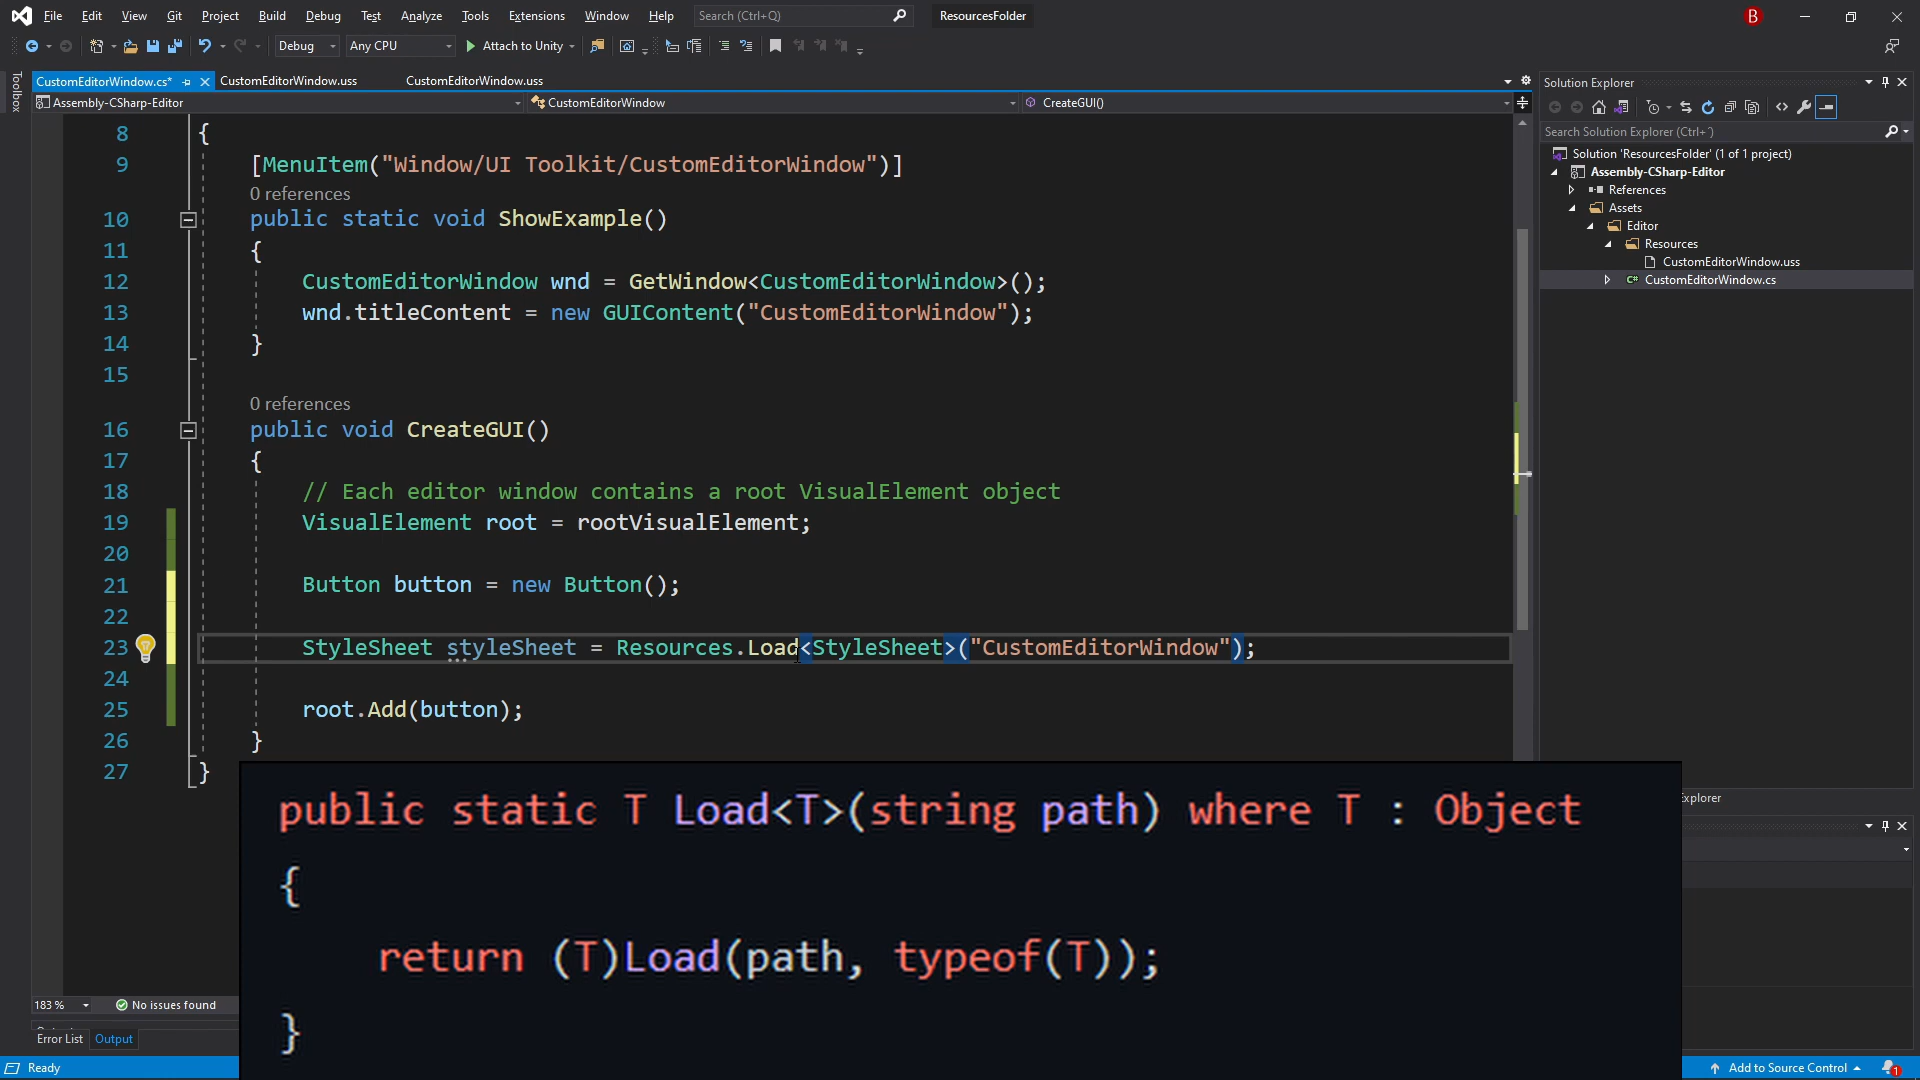 File Edit View Git Project Build Debug Test Analyze Tools Extensions Window Help Search (Ctrl+Q) ResourcesFolder B
Debug Any CPU Attach to Unity
Toolbox
CustomEditorWindow.cs* CustomEditorWindow.uss CustomEditorWindow.uss
Assembly-CSharp-Editor CustomEditorWindow CreateGUI()
8 {
9 [MenuItem("Window/UI Toolkit/CustomEditorWindow")]
0 references
10 public static void ShowExample()
11 {
12 CustomEditorWindow wnd = GetWindow<CustomEditorWindow>();
13 wnd.titleContent = new GUIContent("CustomEditorWindow");
14 }
15
0 references
16 public void CreateGUI()
17 {
18 // Each editor window contains a root VisualElement object
19 VisualElement root = rootVisualElement;
20
21 Button button = new Button();
22
23 StyleSheet styleSheet = Resources.Load<StyleSheet>("CustomEditorWindow");
24
25 root.Add(button);
26 }
27 }
Solution Explorer
Search Solution Explorer (Ctrl+´)
Solution 'ResourcesFolder' (1 of 1 project)
Assembly-CSharp-Editor
References
Assets
Editor
Resources
CustomEditorWindow.uss
C# CustomEditorWindow.cs
Explorer
public static T Load<T>(string path) where T : Object
{
return (T)Load(path, typeof(T));
}
183 % No issues found
Error List Output
Ready Add to Source Control 1